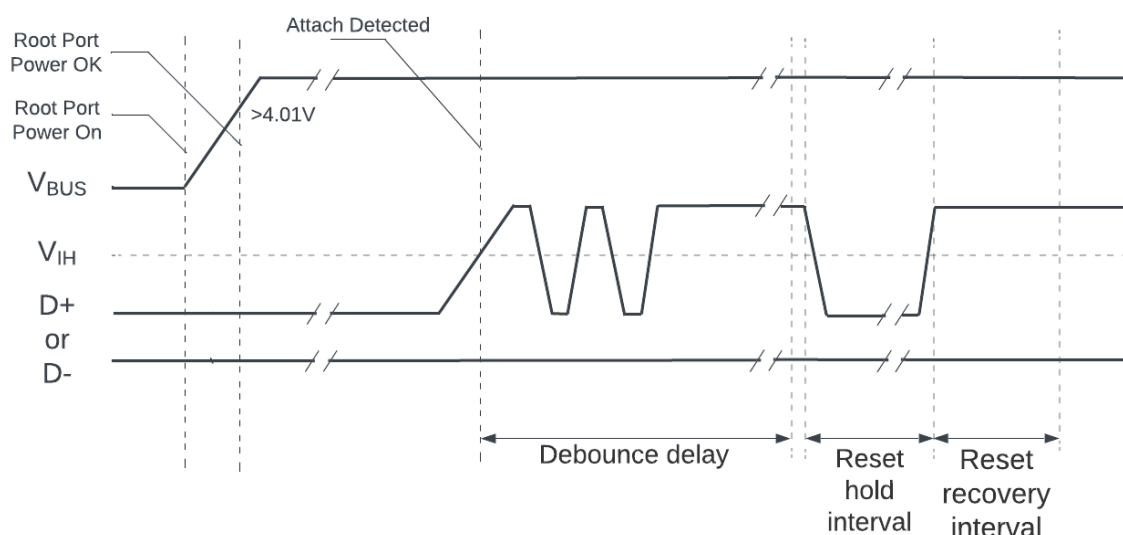 Attach Detected
Root Port
Power OK
>4.01V
Root Port
Power On
VBUS
VIH
D+
or
D-
Debounce delay
Reset
hold
interval
Reset
recovery
interval